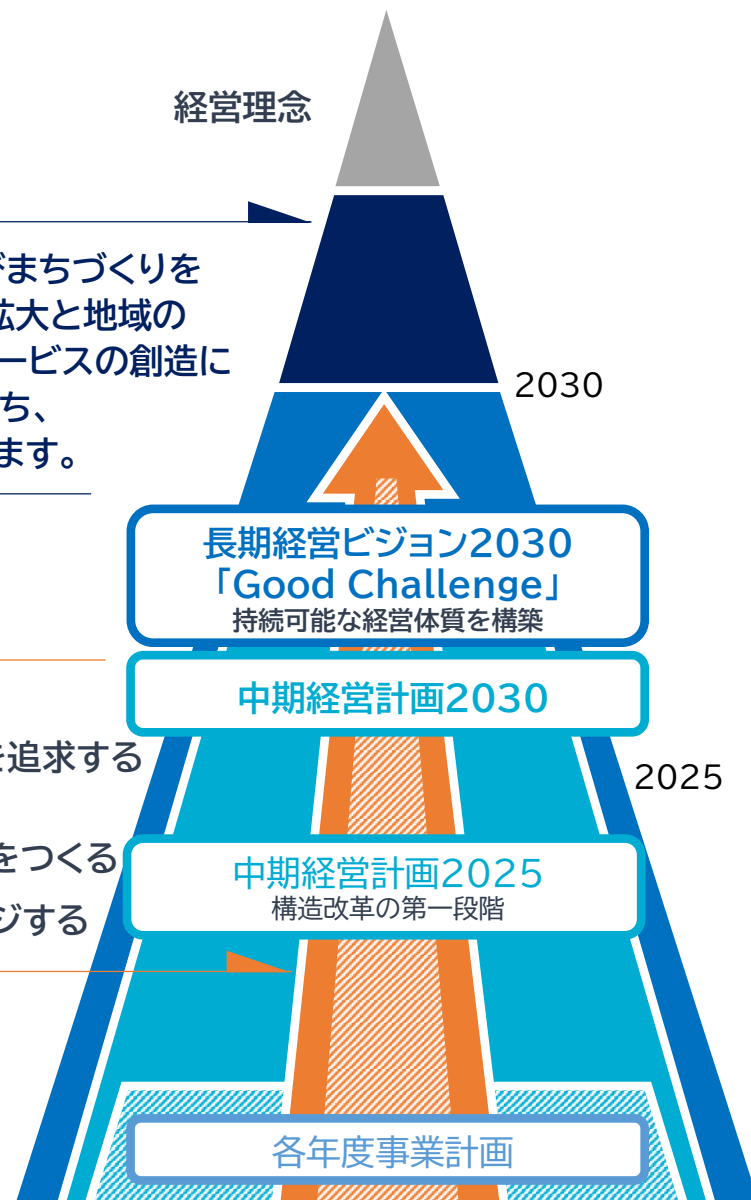 経営理念
まちづくりを
拡大と地域の
ービスの創造に
ち、
ます。
2030
長期経営ビジョン2030
「Good Challenge」
持続可能な経営体質を構築
中期経営計画2030
を追求する
2025
をつくる
中期経営計画2025
構造改革の第一段階
ジする
各年度事業計画